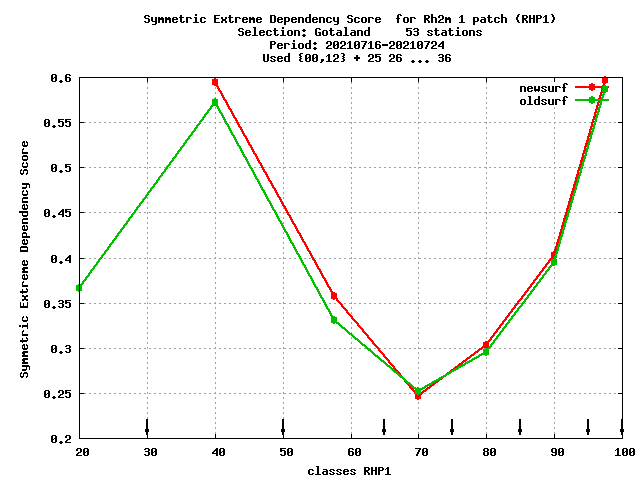 Symmetric Extreme Dependency Score  for Rh2m 1 patch (RHP1)
Selection: Gotaland     53 stations
Period: 20210716-20210724
Used {00,12} + 25 26 ... 36
newsurf
oldsurf
0.6
0.55
0.5
0.45
0.4
0.35
0.3
0.25
0.2
Symmetric Extreme Dependency Score
20 30 40 50 60 70 80 90 100
classes RHP1